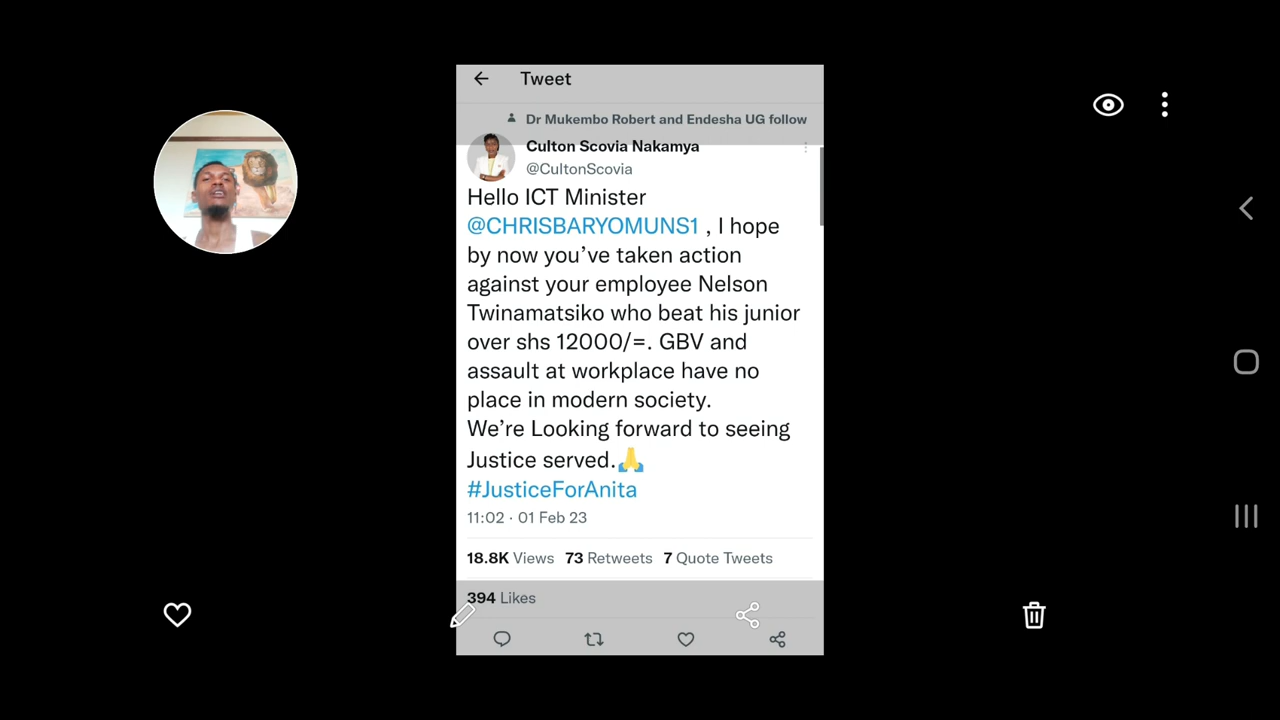 Tweet
Dr Mukembo Robert and Endesha UG follow
Culton Scovia Nakamya
@CultonScovia
Hello ICT Minister
@CHRISBARYOMUNS1 , I hope
by now you’ve taken action
against your employee Nelson
Twinamatsiko who beat his junior
over shs 12000/=. GBV and
assault at workplace have no
place in modern society.
We’re Looking forward to seeing
Justice served.🙏
#JusticeForAnita
11:02 · 01 Feb 23
18.8K Views 73 Retweets 7 Quote Tweets
394 Likes